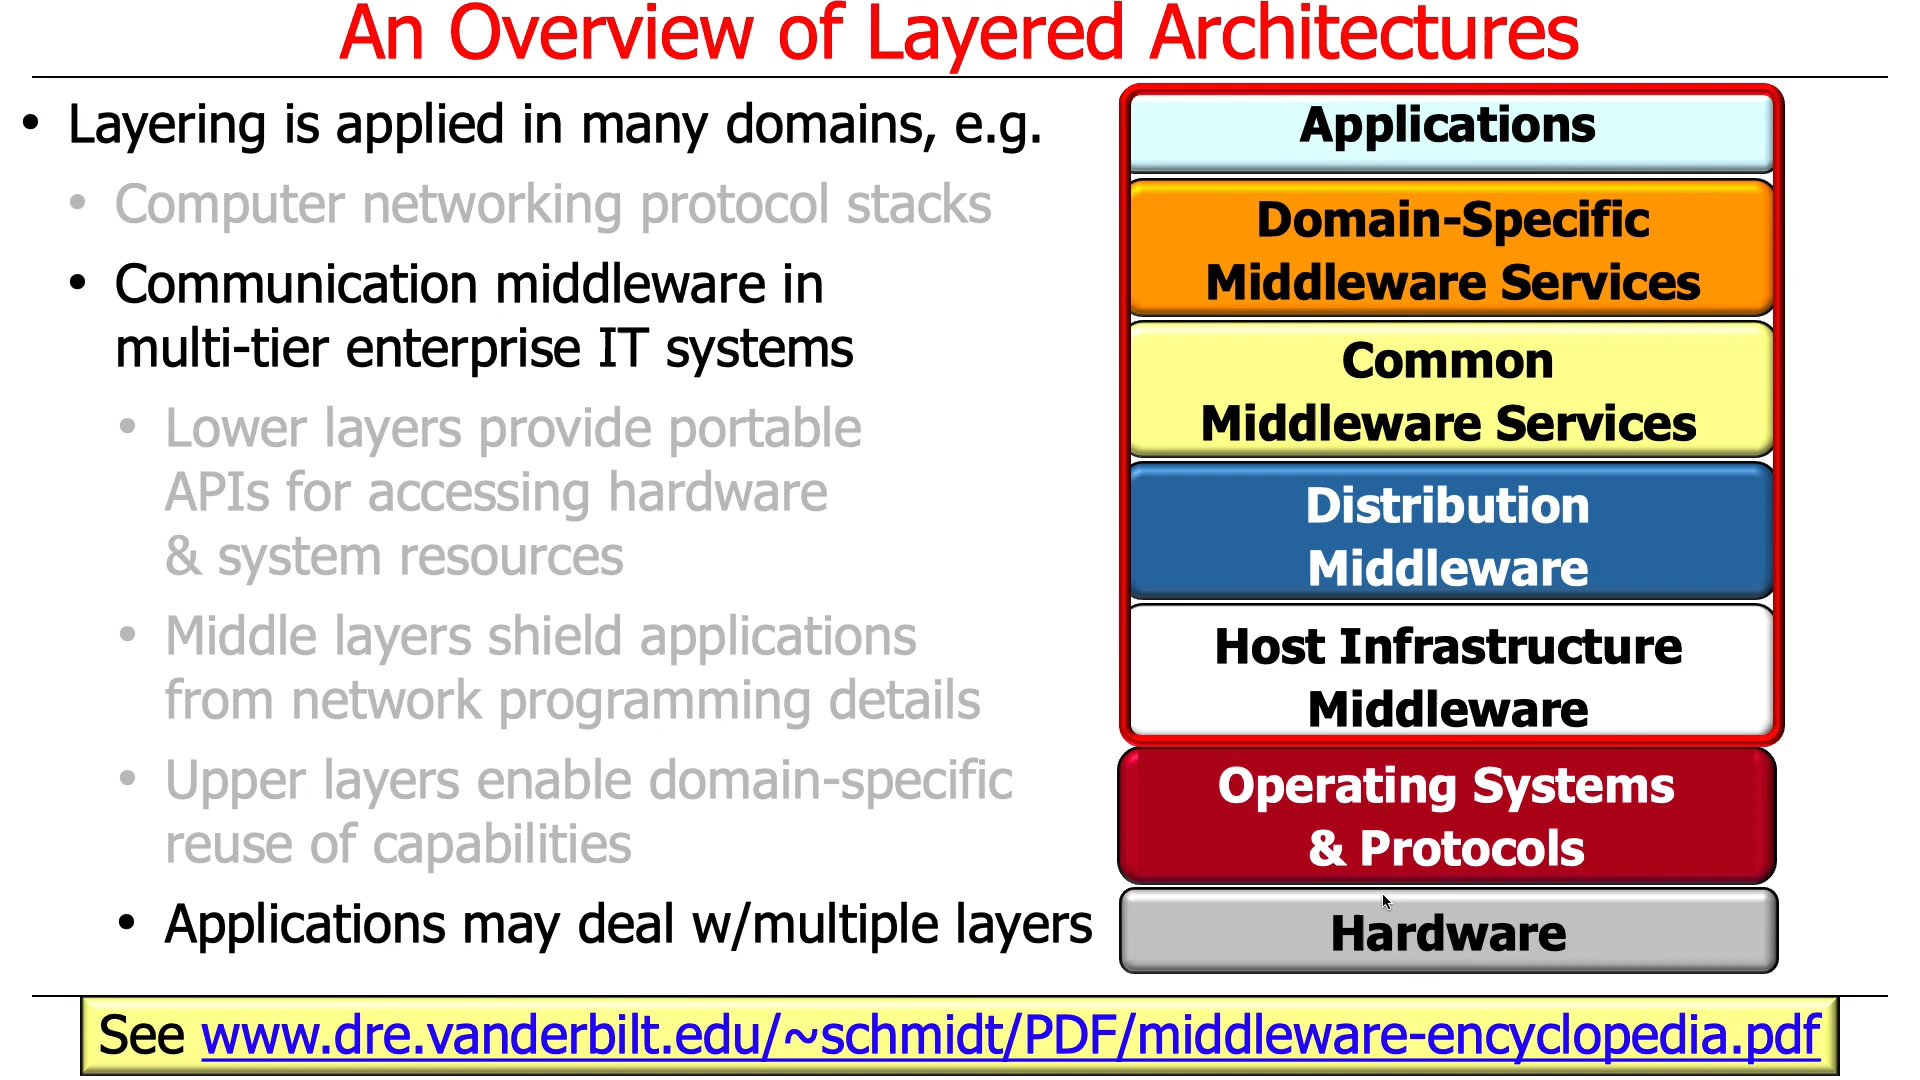 An Overview of Layered Architectures
• Layering is applied in many domains, e.g.
• Computer networking protocol stacks
• Communication middleware in
multi-tier enterprise IT systems
• Lower layers provide portable
APIs for accessing hardware
& system resources
• Middle layers shield applications
from network programming details
• Upper layers enable domain-specific
reuse of capabilities
• Applications may deal w/multiple layers
Applications
Domain-Specific
Middleware Services
Common
Middleware Services
Distribution
Middleware
Host Infrastructure
Middleware
Operating Systems
& Protocols
Hardware
See www.dre.vanderbilt.edu/~schmidt/PDF/middleware-encyclopedia.pdf